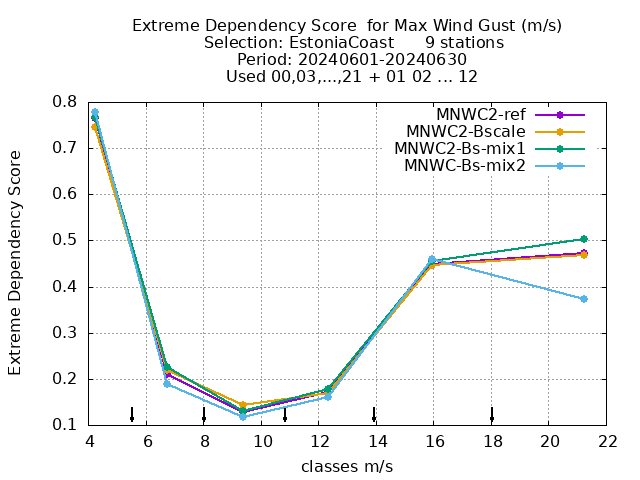 Extreme Dependency Score  for Max Wind Gust (m/s)
Selection: EstoniaCoast      9 stations
Period: 20240601-20240630
Used 00,03,...,21 + 01 02 ... 12
MNWC2-ref
MNWC2-Bscale
MNWC2-Bs-mix1
MNWC-Bs-mix2
Extreme Dependency Score
0.8
0.7
0.6
0.5
0.4
0.3
0.2
0.1
4 6 8 10 12 14 16 18 20 22
classes m/s